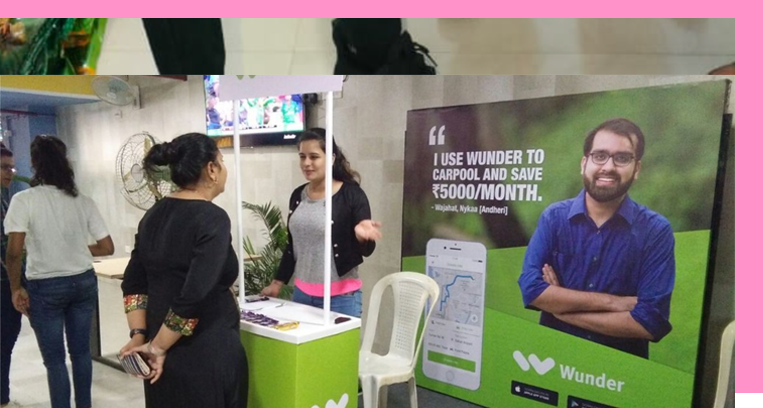 “
I USE WUNDER TO
CARPOOL AND SAVE
₹5000/MONTH.
- Wajahat, Nykaa [Andheri]
Wunder